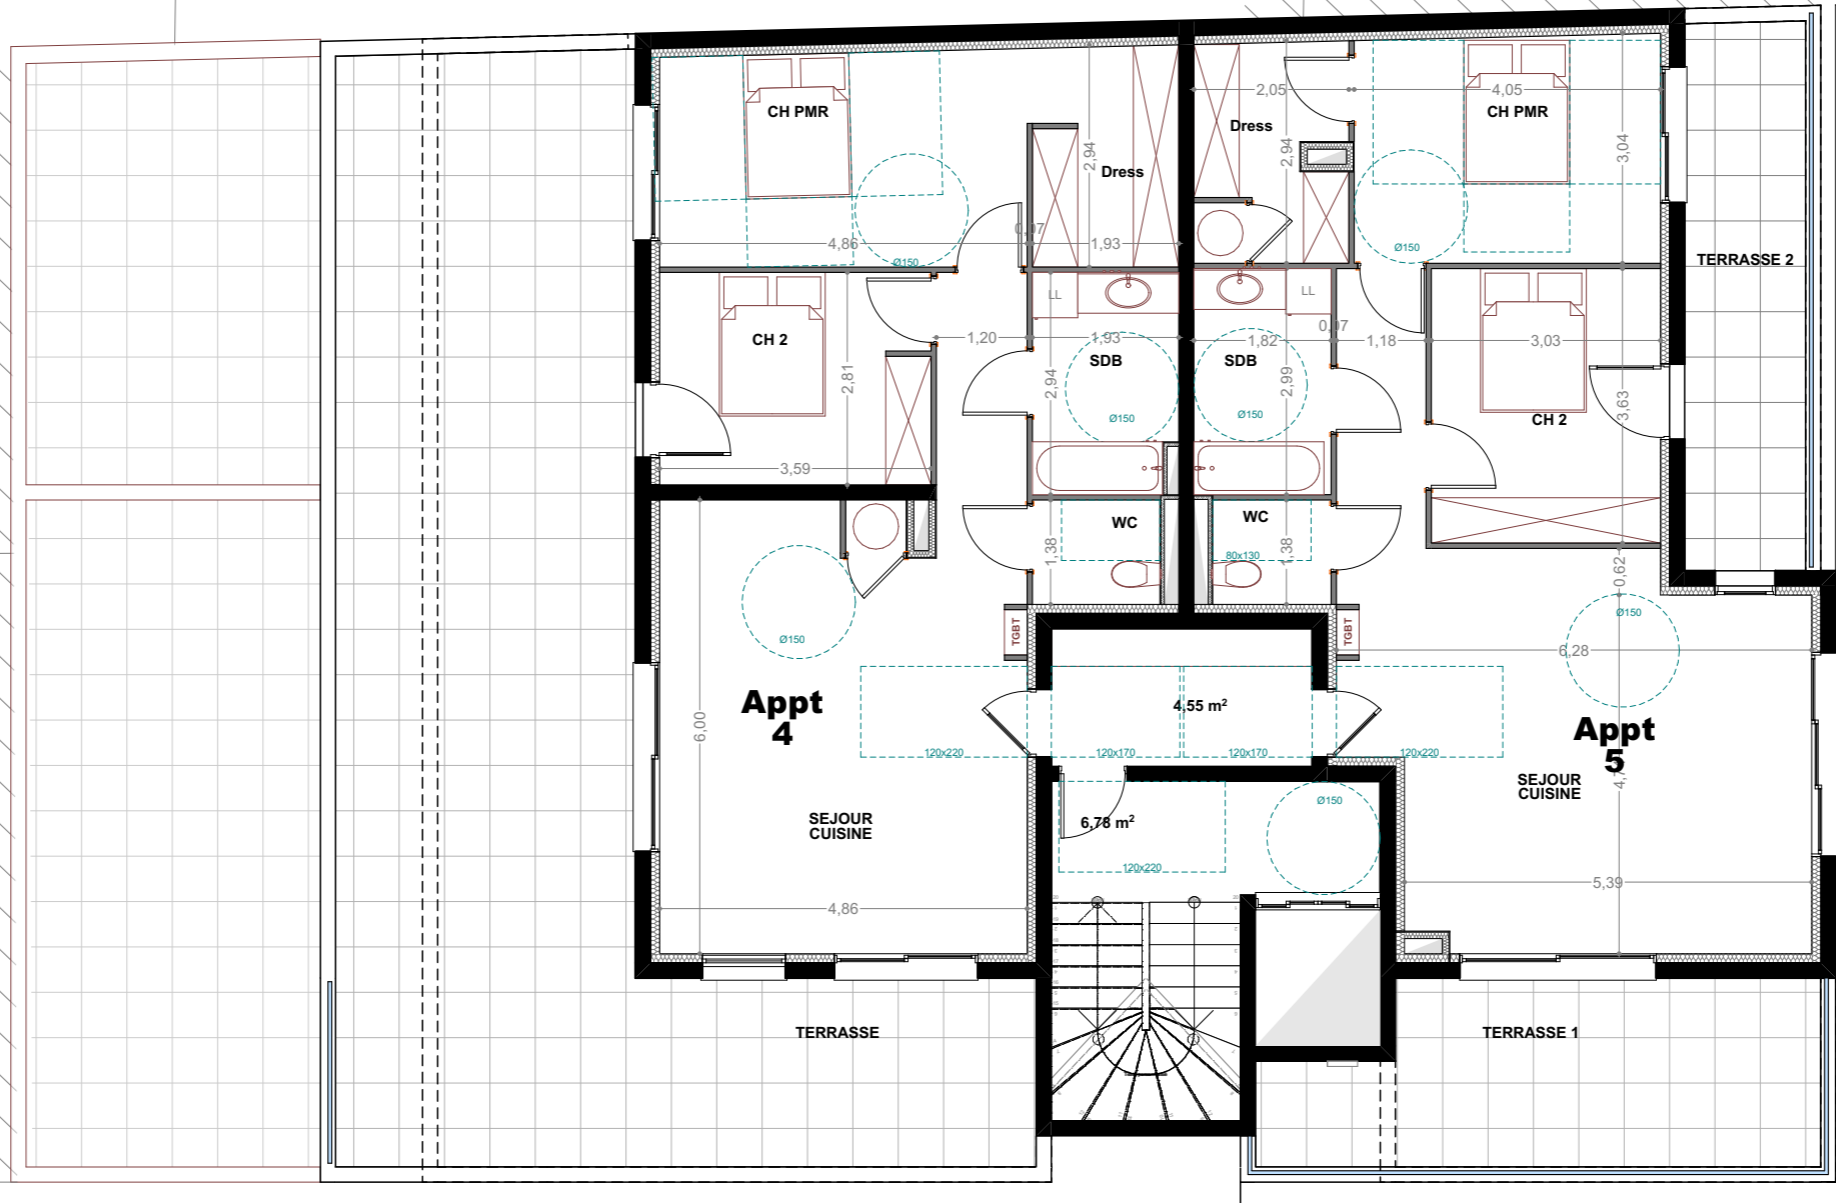 CH PMR
2,94
Dress
4,86
0,07
1,93
Ø150
2,05
Dress
2,94
4,05
CH PMR
3,04
Ø150
TERRASSE 2
CH 2
2,81
3,59
1,20
LL
1,93
SDB
2,94
Ø150
LL
0,07
1,82
SDB
2,99
Ø150
1,18
3,03
3,63
CH 2
WC
1,38
WC
80x130
1,38
0,62
Ø150
TGBT
TGBT
6,28
Ø150
Appt
4
6,00
4,55 m²
Appt
5
120x220
120x170
120x170
120x220
SEJOUR
CUISINE
SEJOUR
CUISINE
6,78 m²
Ø150
120x220
4,86
5,39
TERRASSE
TERRASSE 1